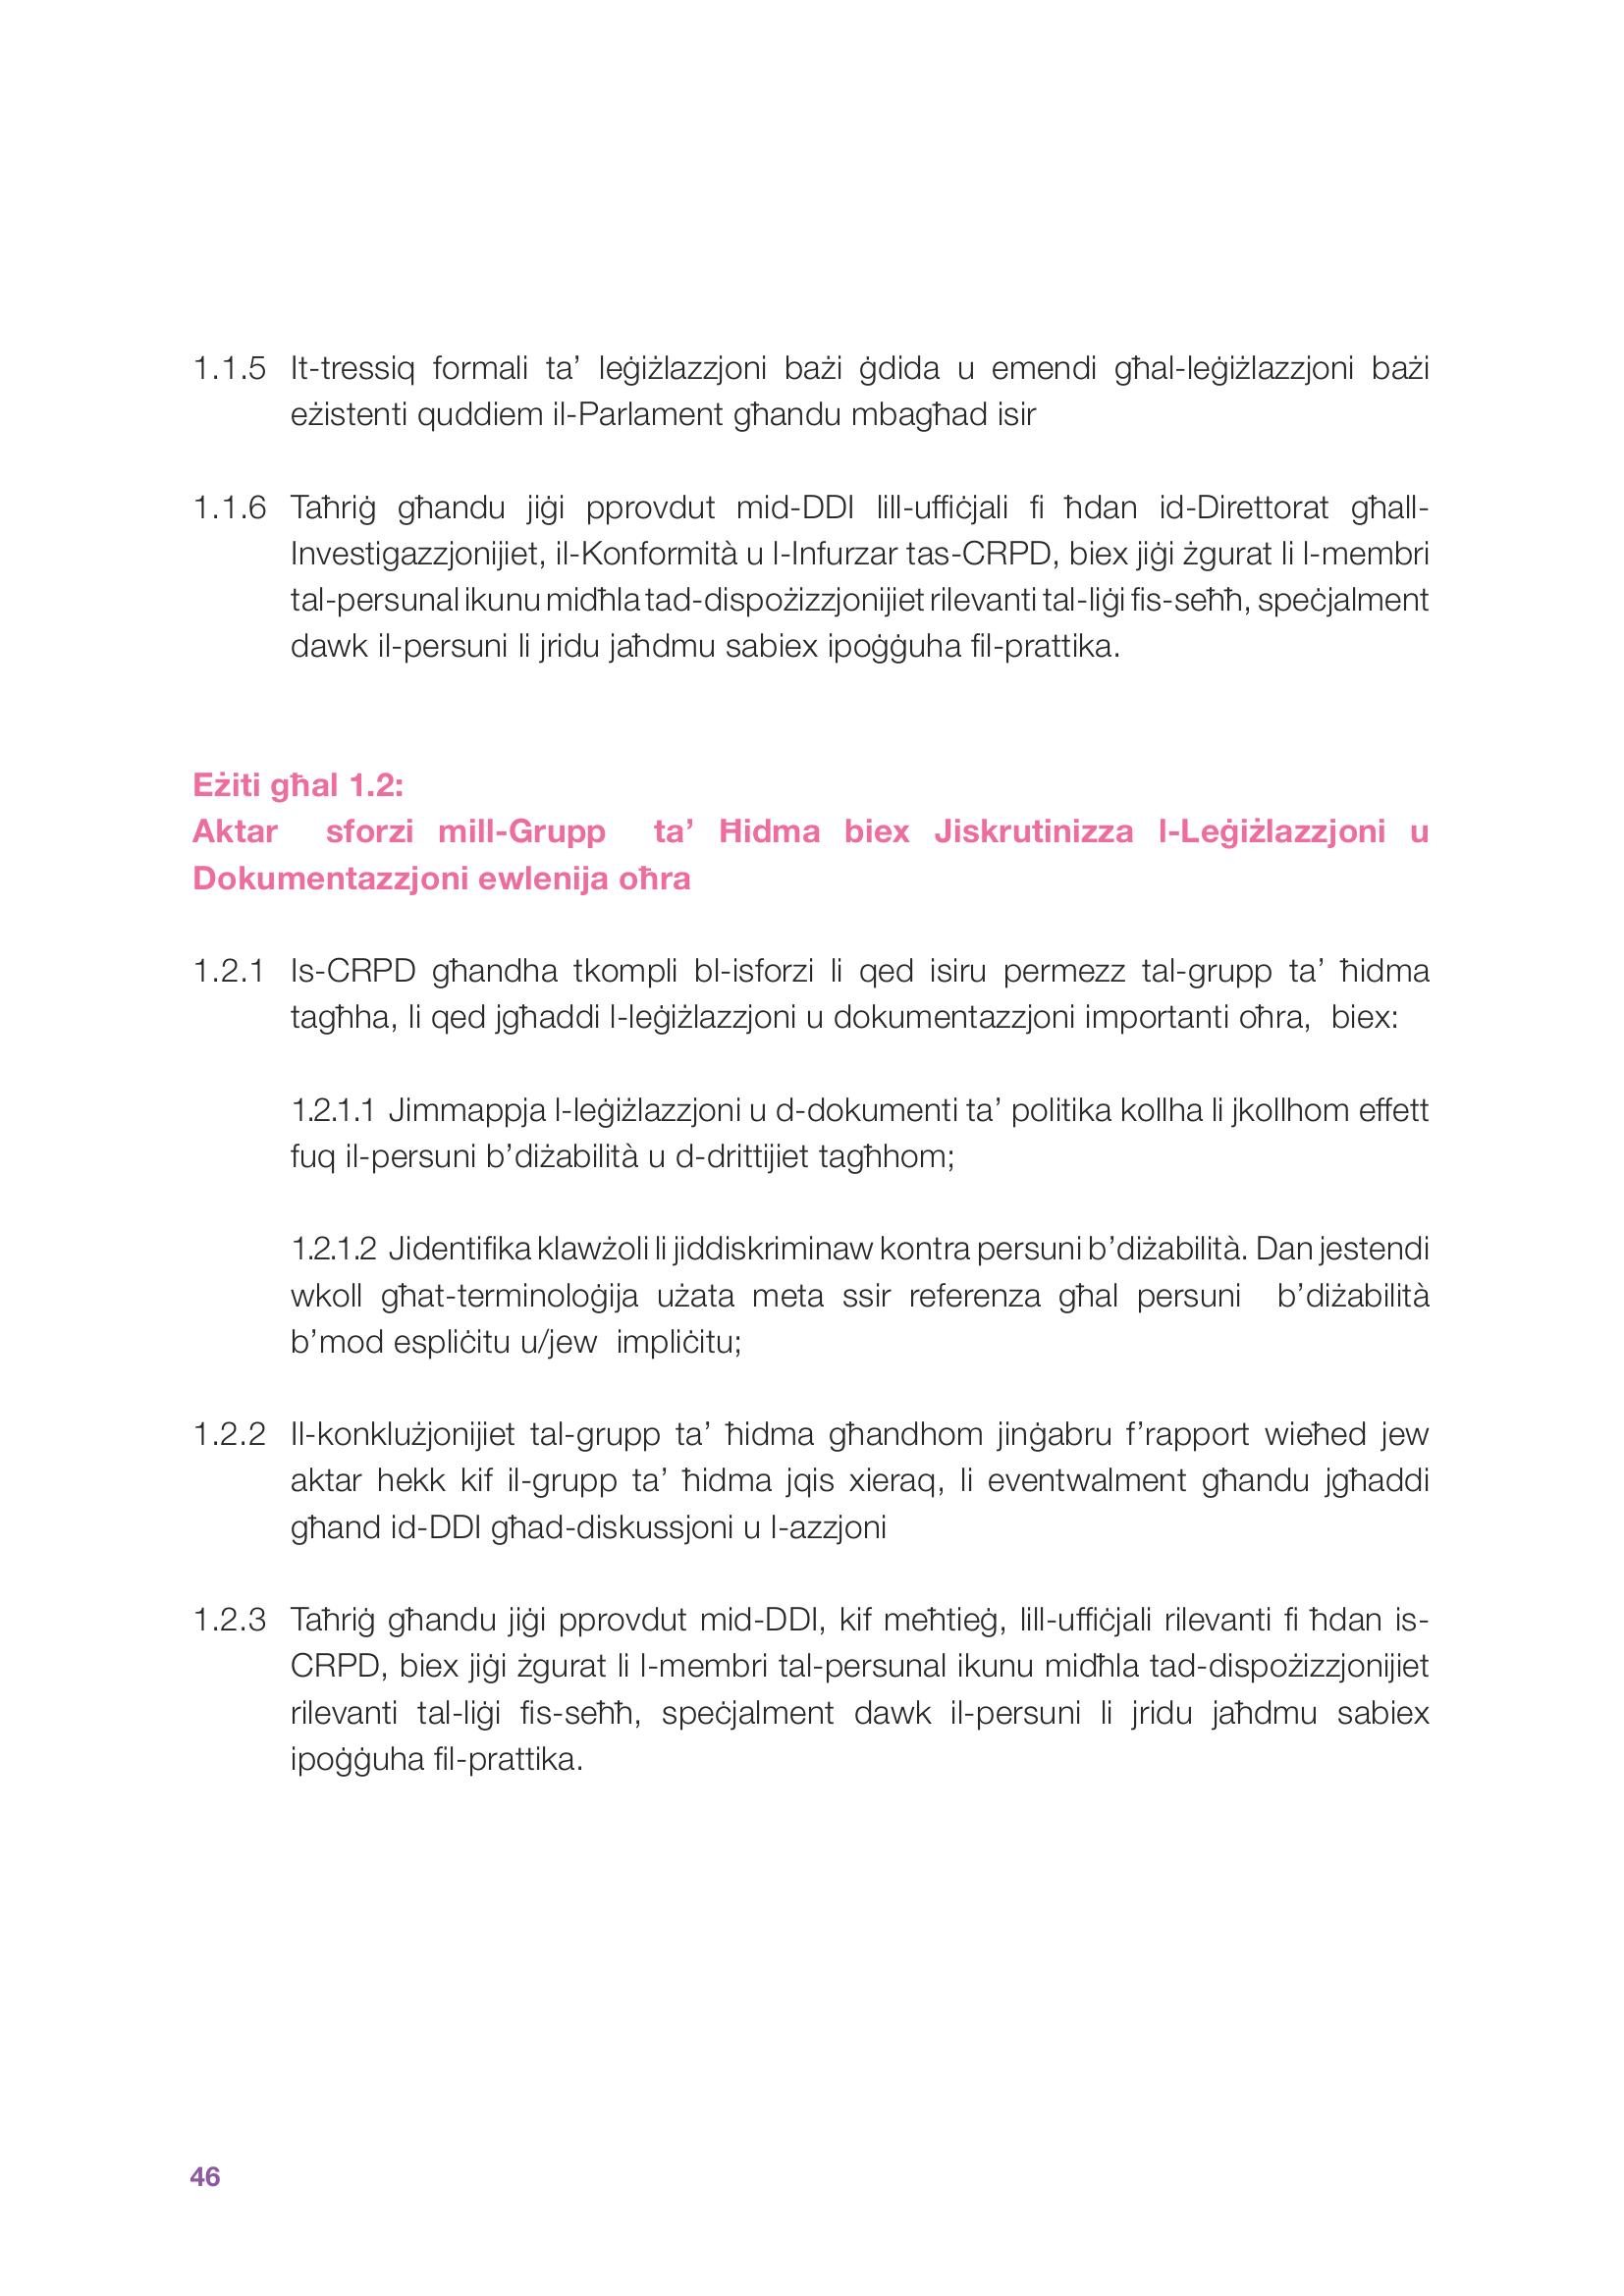 1.1.5 It-tressiq formali ta’ leġiżlazzjoni bażi ġdida u emendi għal-leġiżlazzjoni bażi
eżistenti quddiem il-Parlament għandu mbagħad isir
1.1.6 Taħriġ għandu jiġi pprovdut mid-DDI lill-uffiċjali fi ħdan id-Direttorat għall-
Investigazzjonijiet, il-Konformità u l-Infurzar tas-CRPD, biex jiġi żgurat li l-membri
tal-persunal ikunu midħla tad-dispożizzjonijiet rilevanti tal-liġi fis-seħħ, speċjalment
dawk il-persuni li jridu jaħdmu sabiex ipoġġuha fil-prattika.
Eżiti għal 1.2:
Aktar sforzi mill-Grupp ta’ Ħidma biex Jiskrutinizza l-Leġiżlazzjoni u
Dokumentazzjoni ewlenija oħra
1.2.1 Is-CRPD għandha tkompli bl-isforzi li qed isiru permezz tal-grupp ta’ ħidma
tagħha, li qed jgħaddi l-leġiżlazzjoni u dokumentazzjoni importanti oħra, biex:
1.2.1.1 Jimmappja l-leġiżlazzjoni u d-dokumenti ta’ politika kollha li jkollhom effett
fuq il-persuni b’diżabilità u d-drittijiet tagħhom;
1.2.1.2 Jidentifika klawżoli li jiddiskriminaw kontra persuni b’diżabilità. Dan jestendi
wkoll għat-terminoloġija użata meta ssir referenza għal persuni b’diżabilità
b’mod espliċitu u/jew impliċitu;
1.2.2 Il-konklużjonijiet tal-grupp ta’ ħidma għandhom jinġabru f’rapport wieħed jew
aktar hekk kif il-grupp ta’ ħidma jqis xieraq, li eventwalment għandu jgħaddi
għand id-DDI għad-diskussjoni u l-azzjoni
1.2.3 Taħriġ għandu jiġi pprovdut mid-DDI, kif meħtieġ, lill-uffiċjali rilevanti fi ħdan is-
CRPD, biex jiġi żgurat li l-membri tal-persunal ikunu midħla tad-dispożizzjonijiet
rilevanti tal-liġi fis-seħħ, speċjalment dawk il-persuni li jridu jaħdmu sabiex
ipoġġuha fil-prattika.
46